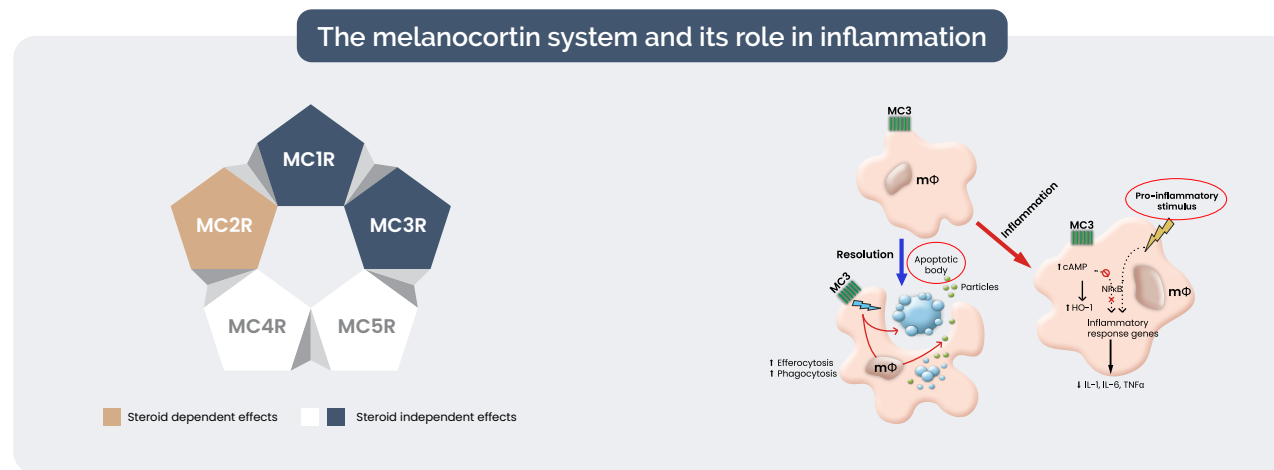 The melanocortin system and its role in inflammation
MC1R
MC2R
MC3R
MC4R
MC5R
Steroid dependent effects
Steroid independent effects
MC3
mΦ
Resolution
Inflammation
Apoptotic
body
Particles
MC3
mΦ
↑ Efferocytosis
↑ Phagocytosis
Pro-inflammatory
stimulus
MC3
↑cAMP
NFkB
↑HO-1
mΦ
Inflammatory
response genes
↓ IL-1, IL-6, TNFα